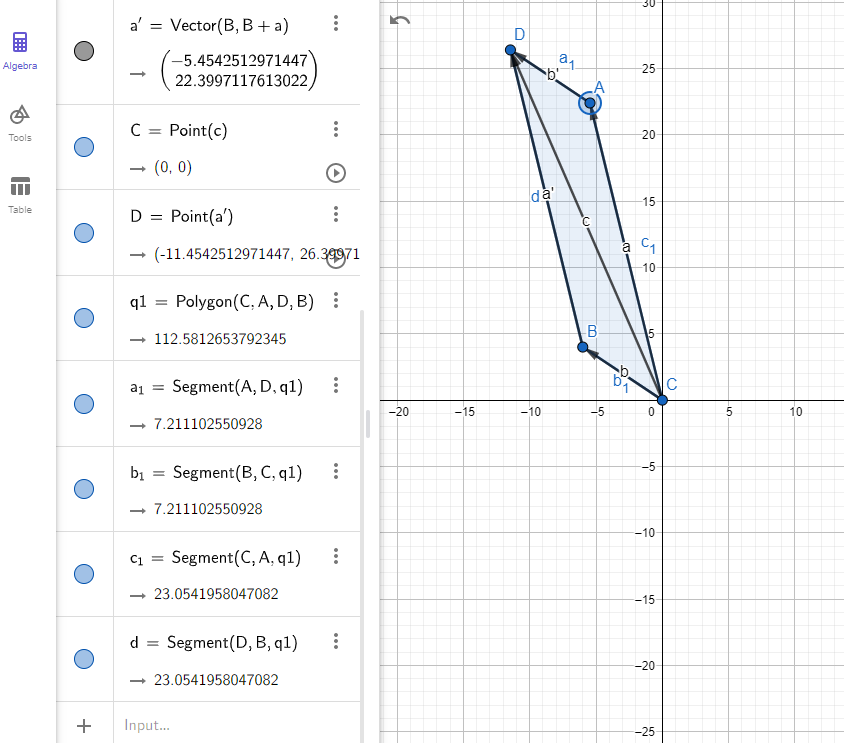 Algebra
Tools
Table
a′ = Vector(B, B + a)
→ (−5.4542512971447
22.3997117613022)
C = Point(c)
→ (0, 0)
D = Point(a′)
→ (-11.4542512971447, 26.39971
q1 = Polygon(C, A, D, B)
→ 112.5812653792345
a₁ = Segment(A, D, q1)
→ 7.211102550928
b₁ = Segment(B, C, q1)
→ 7.211102550928
c₁ = Segment(C, A, q1)
→ 23.0541958047082
d = Segment(D, B, q1)
→ 23.0541958047082
+ Input...
30
D
a₁
25
b'
A
20
15
d a'
c
a c₁
10
5
B
b
b₁
C
−20 −15 −10 −5 0 5 10
−5
−10
−15
−20
−25